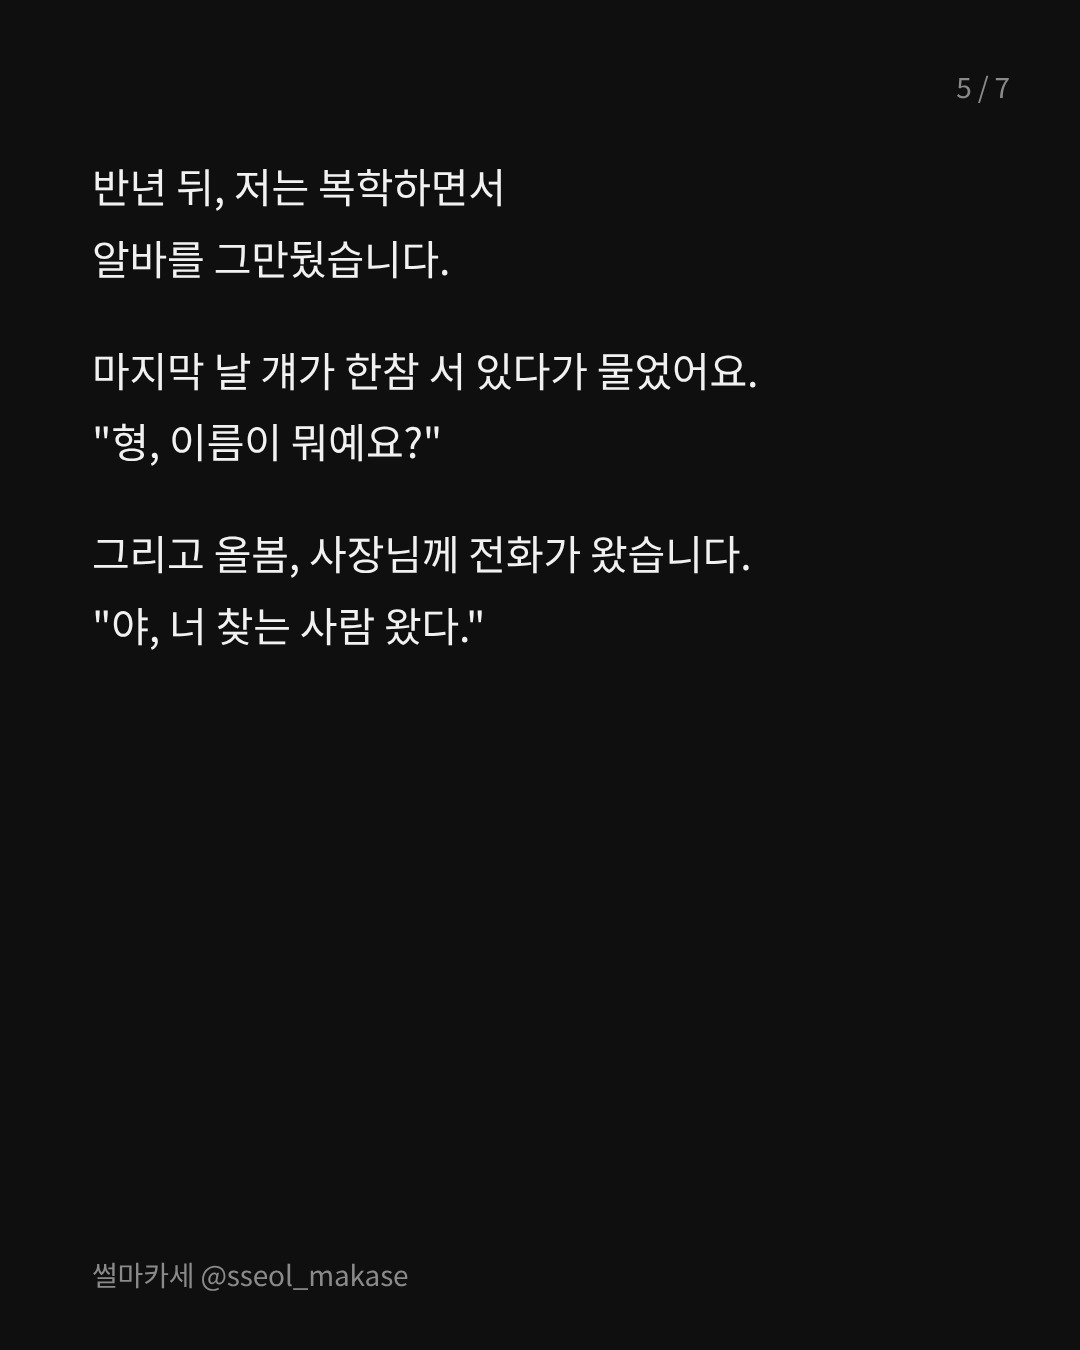 5 / 7
반년 뒤, 저는 복학하면서
알바를 그만뒀습니다.
마지막 날 걔가 한참 서 있다가 물었어요.
"형, 이름이 뭐예요?"
그리고 올봄, 사장님께 전화가 왔습니다.
"야, 너 찾는 사람 왔다."
썰마카세 @sseol_makase